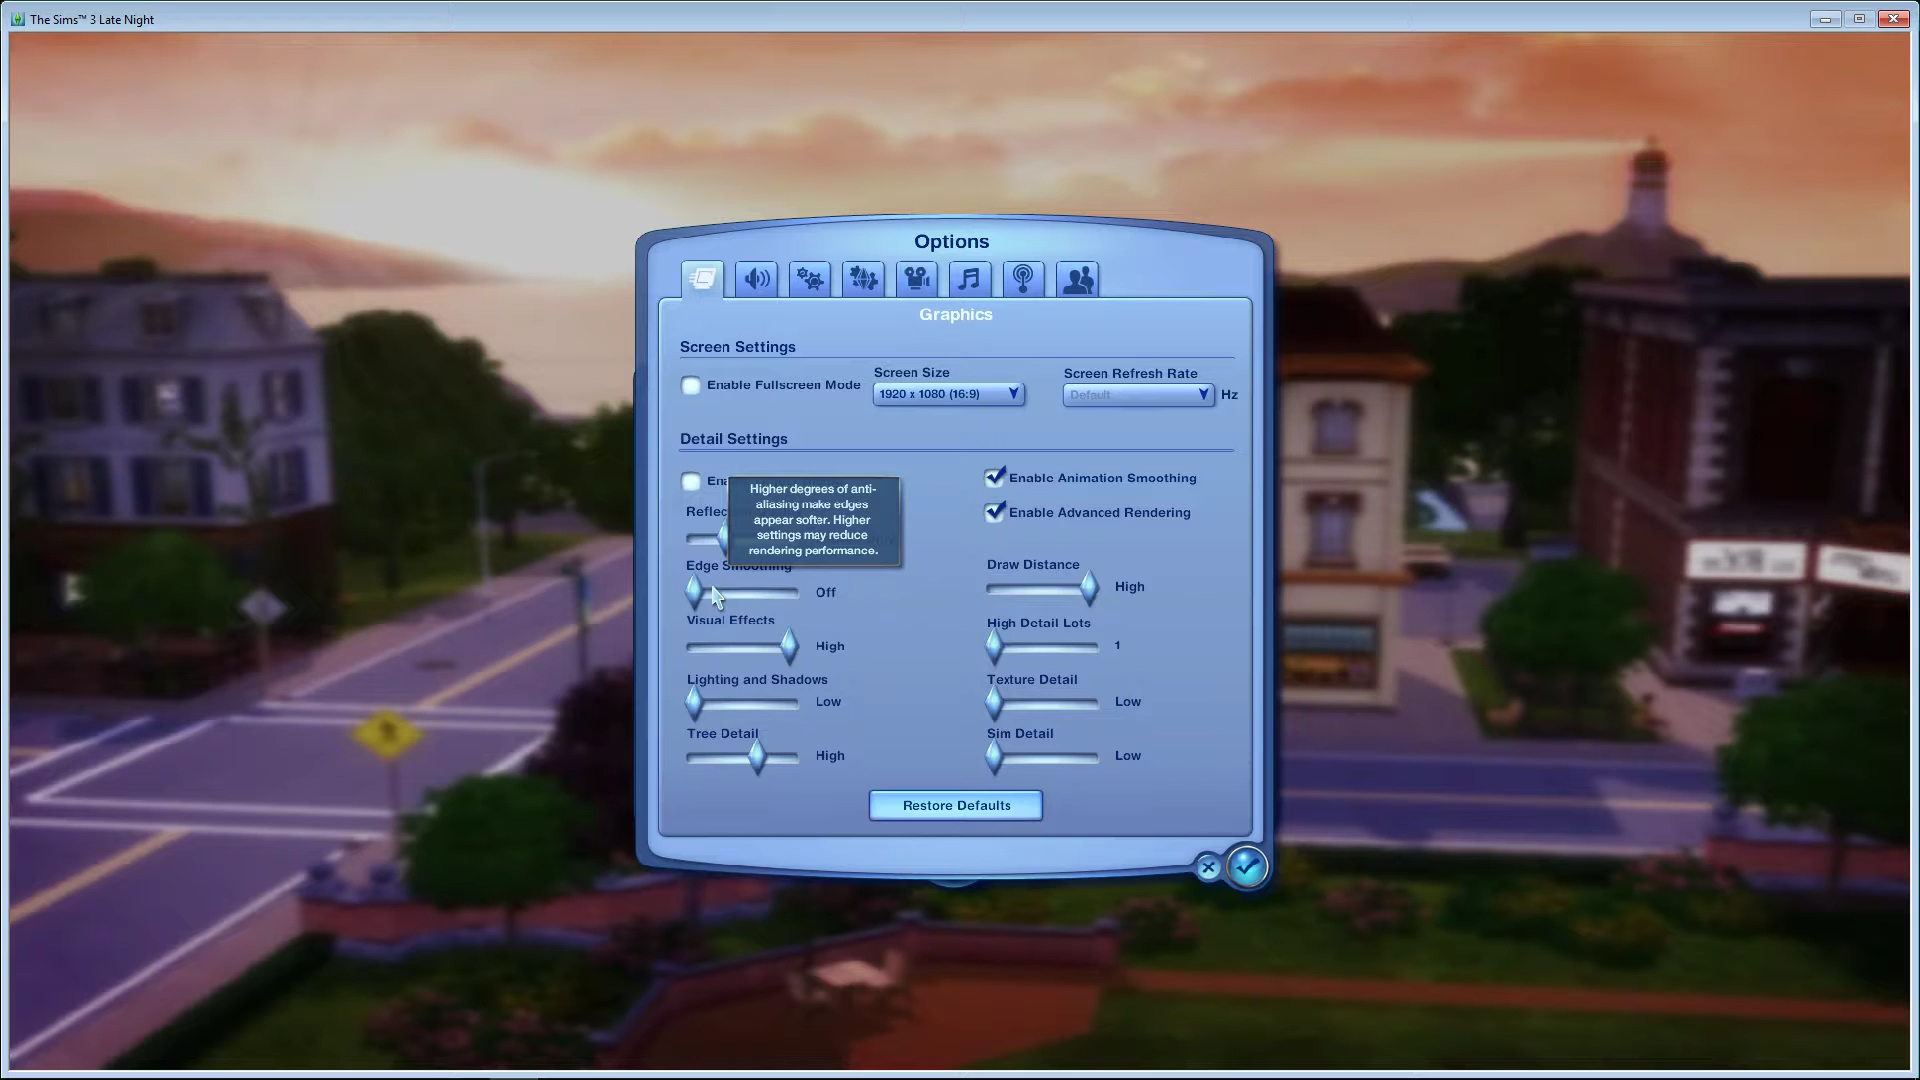 The Sims™ 3 Late Night
Options
Graphics
Screen Settings
Enable Fullscreen Mode
Screen Size
1920 x 1080 (16:9)
Screen Refresh Rate
Default
Hz
Detail Settings
Higher degrees of anti-
aliasing make edges
appear softer. Higher
settings may reduce
rendering performance.
Enable Animation Smoothing
Enable Advanced Rendering
Edge Smoothing
Off
Draw Distance
High
Visual Effects
High
High Detail Lots
1
Lighting and Shadows
Low
Texture Detail
Low
Tree Detail
High
Sim Detail
Low
Restore Defaults